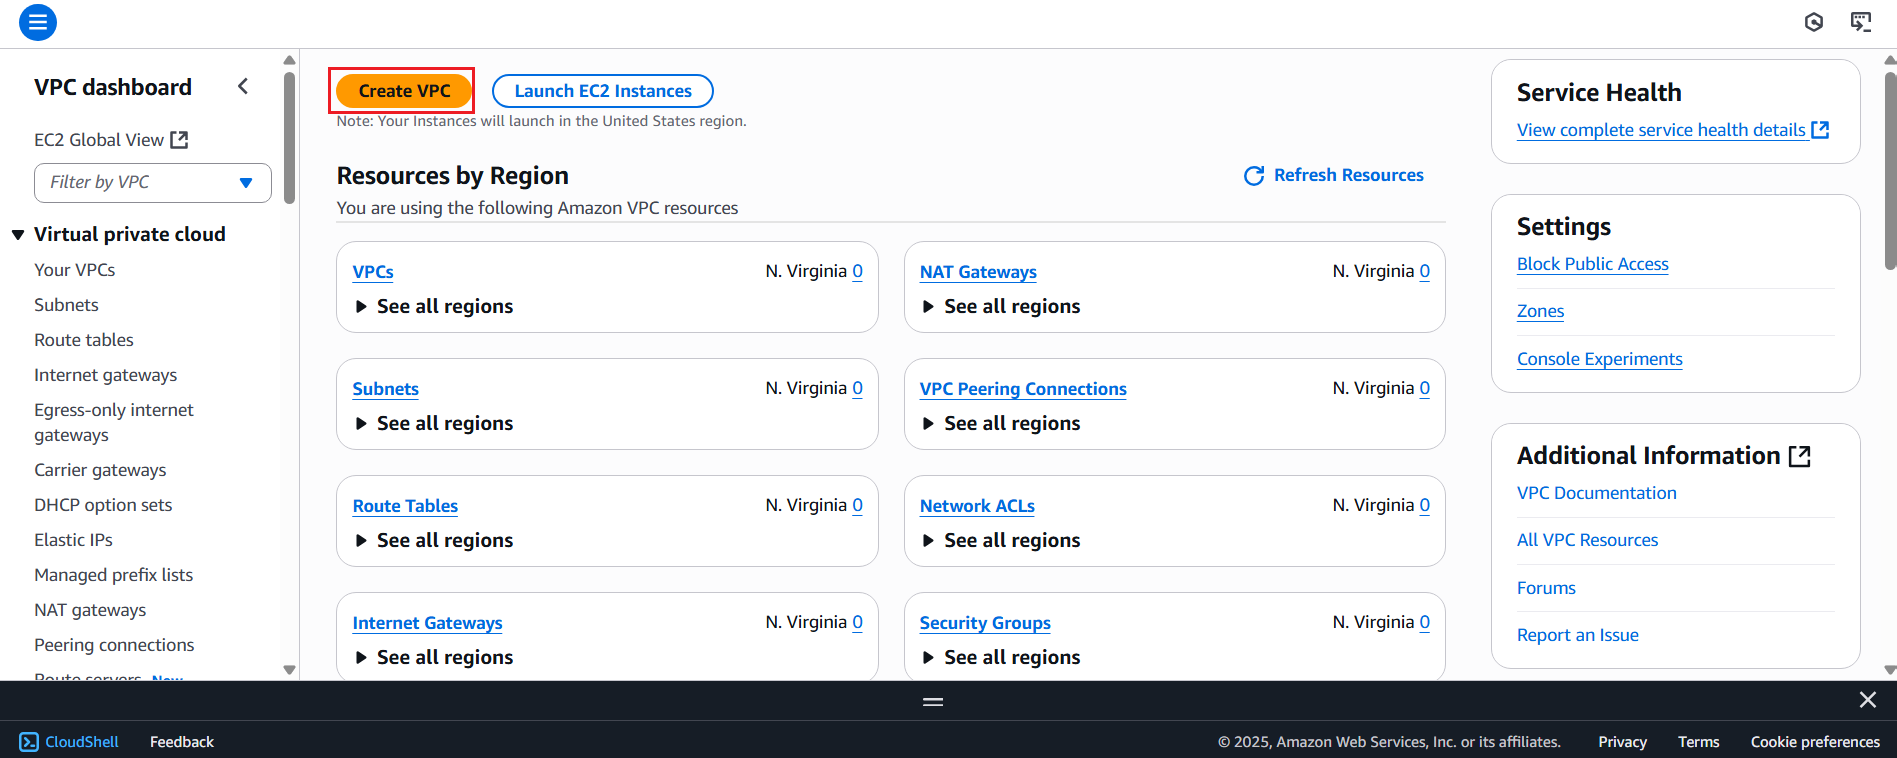 VPC dashboard
EC2 Global View
Filter by VPC
Virtual private cloud
Your VPCs
Subnets
Route tables
Internet gateways
Egress-only internet
gateways
Carrier gateways
DHCP option sets
Elastic IPs
Managed prefix lists
NAT gateways
Peering connections
Route servers New
Create VPC
Launch EC2 Instances
Note: Your Instances will launch in the United States region.
Resources by Region
Refresh Resources
You are using the following Amazon VPC resources
VPCs N. Virginia 0
See all regions
NAT Gateways N. Virginia 0
See all regions
Subnets N. Virginia 0
See all regions
VPC Peering Connections N. Virginia 0
See all regions
Route Tables N. Virginia 0
See all regions
Network ACLs N. Virginia 0
See all regions
Internet Gateways N. Virginia 0
See all regions
Security Groups N. Virginia 0
See all regions
Service Health
View complete service health details
Settings
Block Public Access
Zones
Console Experiments
Additional Information
VPC Documentation
All VPC Resources
Forums
Report an Issue
CloudShell
Feedback
© 2025, Amazon Web Services, Inc. or its affiliates.
Privacy
Terms
Cookie preferences